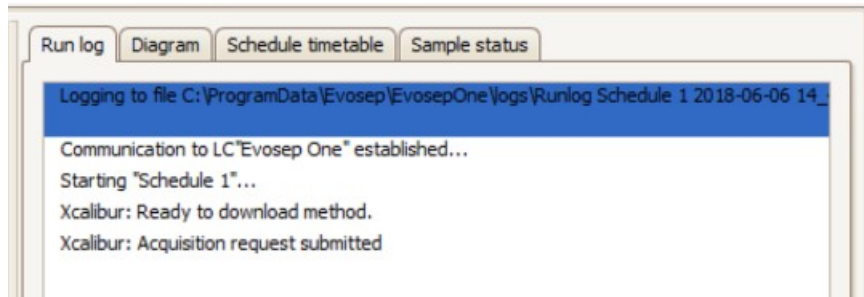 Run log Diagram Schedule timetable Sample status
Logging to file C:\ProgramData\Evosep\EvosepOne\logs\Runlog Schedule 1 2018-06-06 14_
Communication to LC"Evosep One" established...
Starting "Schedule 1"...
Xcalibur: Ready to download method.
Xcalibur: Acquisition request submitted